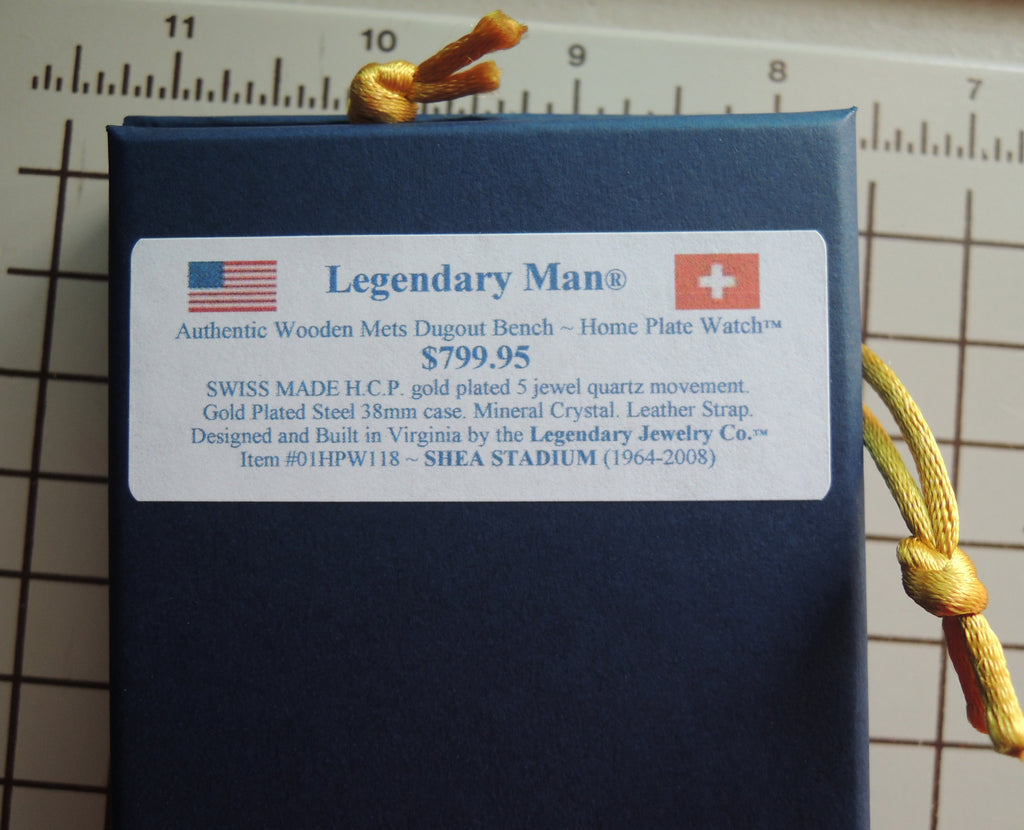 11 10 9 8 7
Legendary Man®
Authentic Wooden Mets Dugout Bench ~ Home Plate Watch™
$799.95
SWISS MADE H.C.P. gold plated 5 jewel quartz movement.
Gold Plated Steel 38mm case. Mineral Crystal. Leather Strap.
Designed and Built in Virginia by the Legendary Jewelry Co.™
Item #01HPW118 ~ SHEA STADIUM (1964-2008)